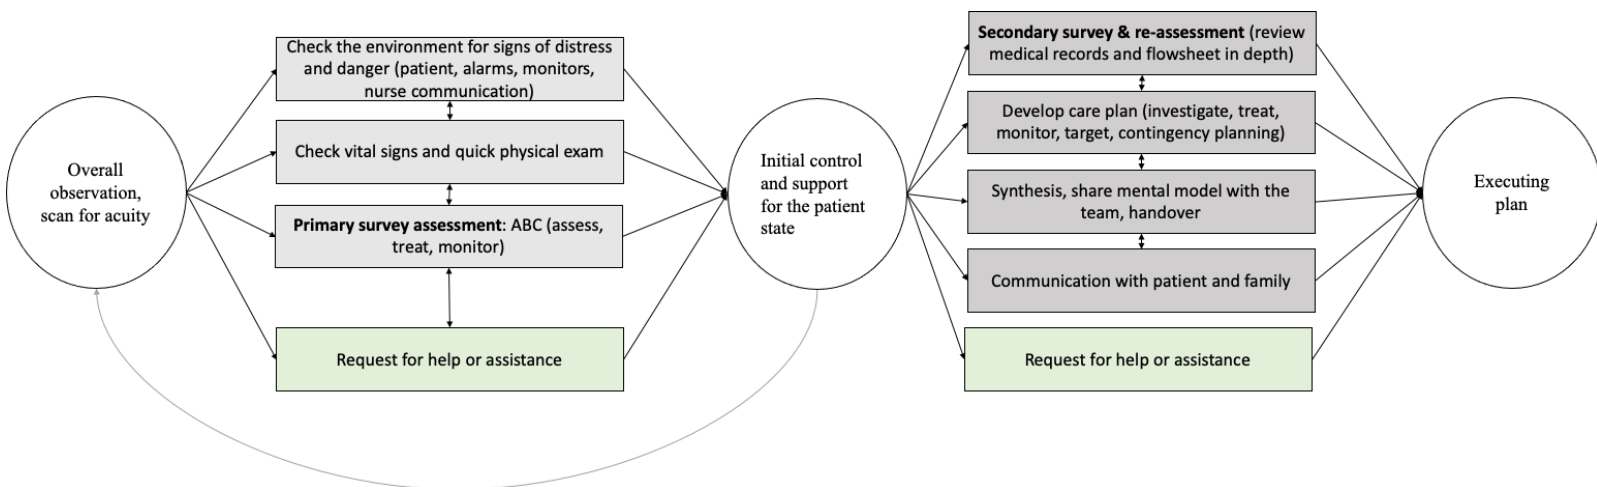 Overall
observation,
scan for acuity
Check the environment for signs of distress
and danger (patient, alarms, monitors,
nurse communication)
Check vital signs and quick physical exam
Primary survey assessment: ABC (assess,
treat, monitor)
Request for help or assistance
Initial control
and support
for the patient
state
Secondary survey & re-assessment (review
medical records and flowsheet in depth)
Develop care plan (investigate, treat,
monitor, target, contingency planning)
Synthesis, share mental model with the
team, handover
Communication with patient and family
Request for help or assistance
Executing
plan